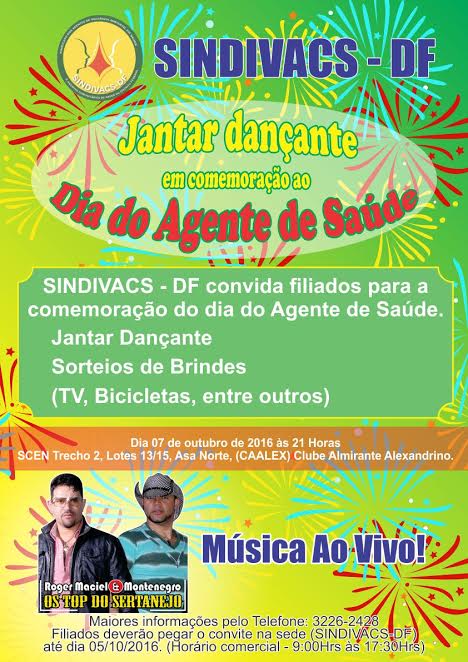 SINDIVACS-DF
SINDIVACS - DF
Jantar dançante
em comemoração ao
Dia do Agente de Saúde
SINDIVACS - DF convida filiados para a
comemoração do dia do Agente de Saúde.
Jantar Dançante
Sorteios de Brindes
(TV, Bicicletas, entre outros)
Dia 07 de outubro de 2016 às 21 Horas
SCEN Trecho 2, Lotes 13/15, Asa Norte, (CAALEX) Clube Almirante Alexandrino.
Roger Maciel & Montenegro
OS TOP DO SERTANEJO
Música Ao Vivo!
Maiores informações pelo Telefone: 3226-2428
Filiados deverão pegar o convite na sede (SINDIVACS-DF)
até dia 05/10/2016. (Horário comercial - 9:00Hrs às 17:30Hrs)